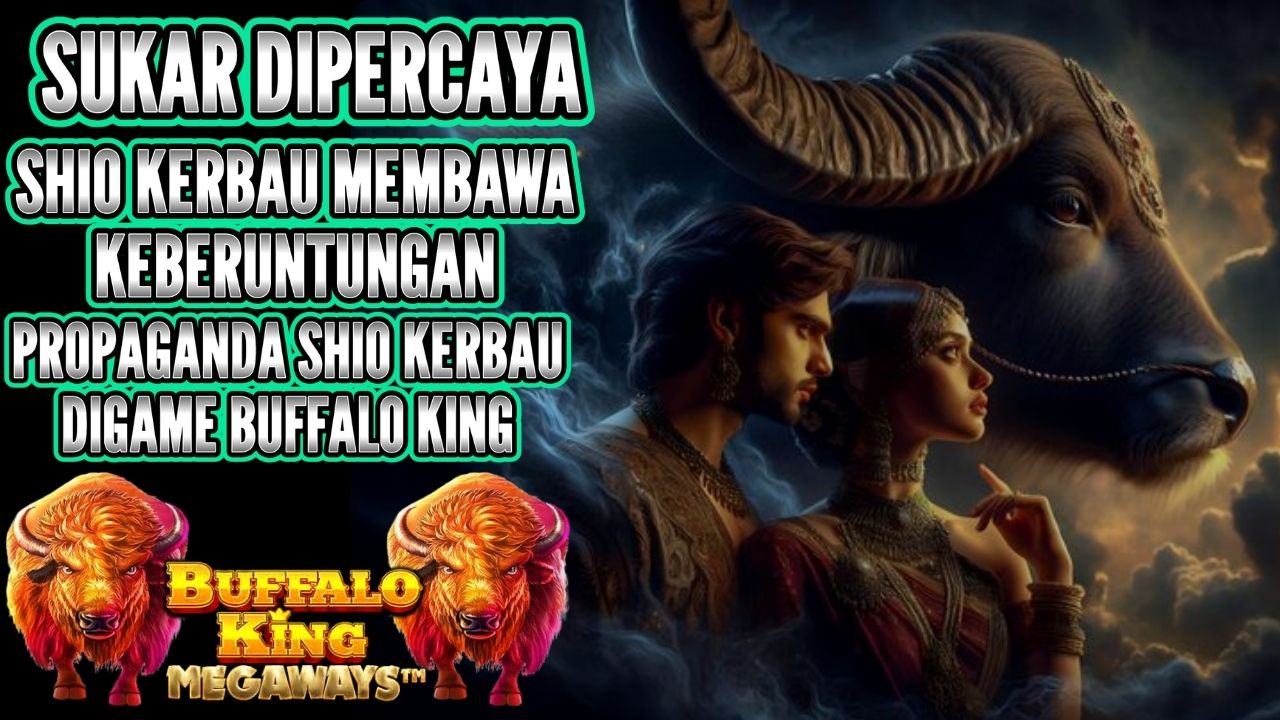 SUKAR DIPERCAYA
SHIO KERBAU MEMBAWA
KEBERUNTUNGAN
PROPAGANDA SHIO KERBAU
DIGAME BUFFALO KING
BUFFALO
KING
MEGAWAYS™